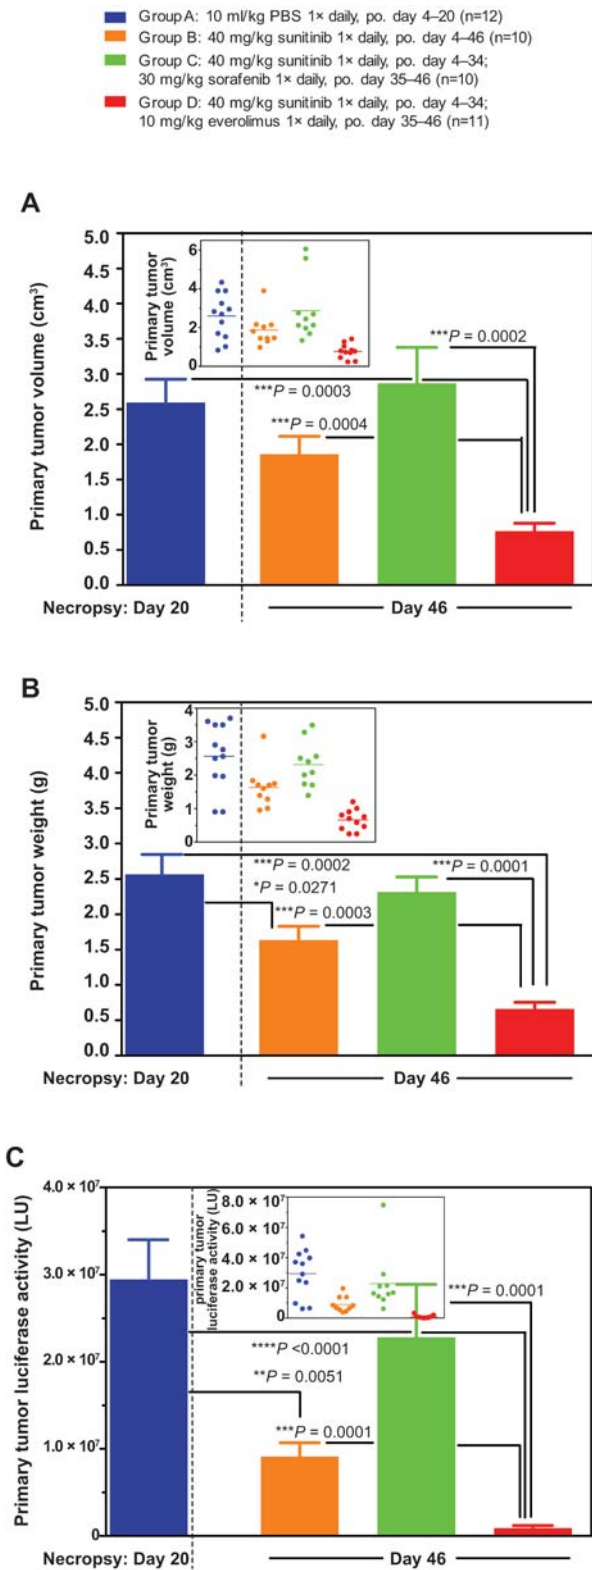 Group A: 10 ml/kg PBS 1× daily, po. day 4–20 (n=12)
Group B: 40 mg/kg sunitinib 1× daily, po. day 4–46 (n=10)
Group C: 40 mg/kg sunitinib 1× daily, po. day 4–34;
30 mg/kg sorafenib 1× daily, po. day 35–46 (n=10)
Group D: 40 mg/kg sunitinib 1× daily, po. day 4–34;
10 mg/kg everolimus 1× daily, po. day 35–46 (n=11)
A
Primary tumor volume (cm³)
5.0
4.5
4.0
3.5
3.0
2.5
2.0
1.5
1.0
0.5
0.0
Primary tumor
volume (cm³)
6
4
2
0
***P = 0.0002
***P = 0.0003
***P = 0.0004
Necropsy: Day 20
Day 46
B
Primary tumor weight (g)
5.0
4.5
4.0
3.5
3.0
2.5
2.0
1.5
1.0
0.5
0.0
Primary tumor
weight (g)
4
3
2
1
0
***P = 0.0002
***P = 0.0001
*P = 0.0271
***P = 0.0003
Necropsy: Day 20
Day 46
C
Primary tumor luciferase activity (LU)
4.0 × 10⁷
3.0 × 10⁷
2.0 × 10⁷
1.0 × 10⁷
0
primary tumor
luciferase activity (LU)
8.0 × 10⁷
6.0 × 10⁷
4.0 × 10⁷
2.0 × 10⁷
0
***P = 0.0001
****P <0.0001
**P = 0.0051
***P = 0.0001
Necropsy: Day 20
Day 46